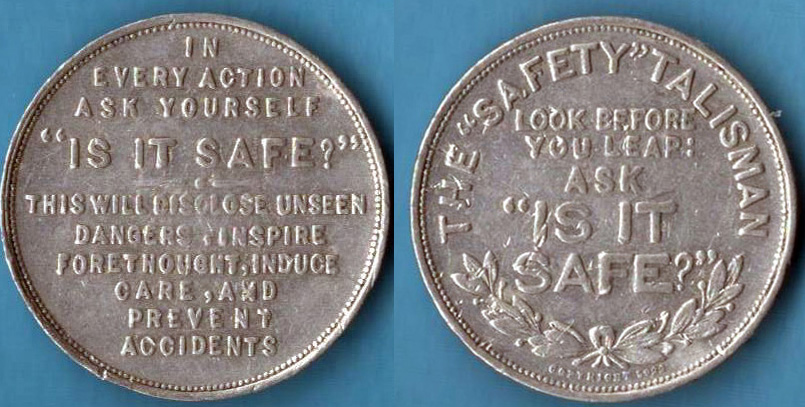 IN
EVERY ACTION
ASK YOURSELF
"IS IT SAFE?"
THIS WILL DISCLOSE UNSEEN
DANGERS INSPIRE
FORETHOUGHT, INDUCE
CARE, AND
PREVENT
ACCIDENTS
THE "SAFETY" TALISMAN
LOOK BEFORE
YOU LEAP:
ASK
"IS IT
SAFE?"
COPYRIGHT